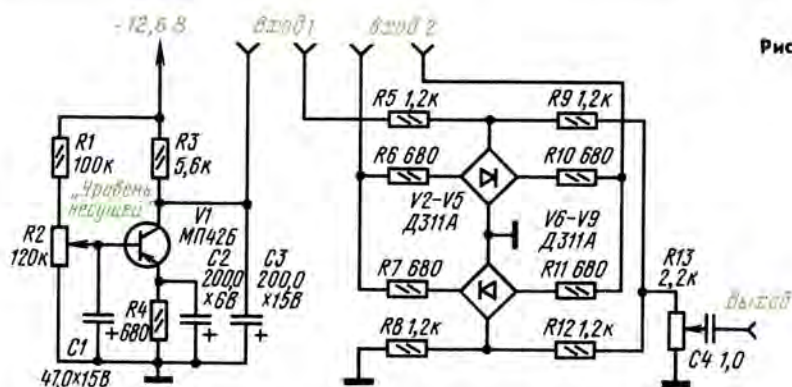 -12,6 В
Вход 1
Вход 2
Рис
R1
100к
R3
5,6к
„Уровень
несущей"
V1
МП42Б
R2
120к
C2
200,0
×6В
C3
200,0
×15В
R4
680
C1
47,0×15В
R5 1,2к
R9 1,2к
R6 680
R10 680
V2–V5
Д311А
V6–V9
Д311А
R7 680
R11 680
R8 1,2к
R12 1,2к
R13
2,2к
Выход
C4 1,0